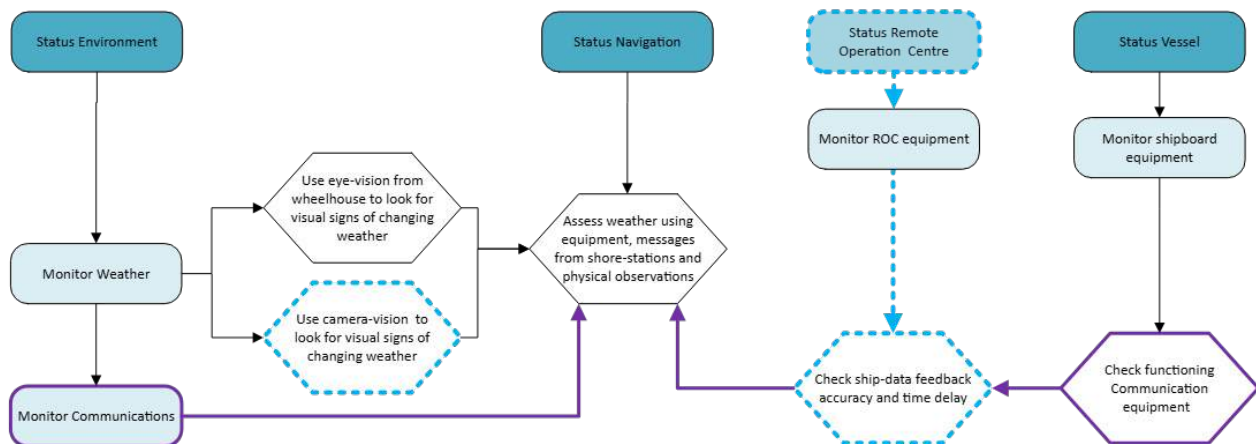 Status Environment
Status Navigation
Status Remote
Operation Centre
Status Vessel
Monitor ROC equipment
Monitor shipboard
equipment
Use eye-vision from
wheelhouse to look for
visual signs of changing
weather
Assess weather using
equipment, messages
from shore-stations and
physical observations
Monitor Weather
Use camera-vision to
look for visual signs of
changing weather
Monitor Communications
Check ship-data feedback
accuracy and time delay
Check functioning
Communication
equipment